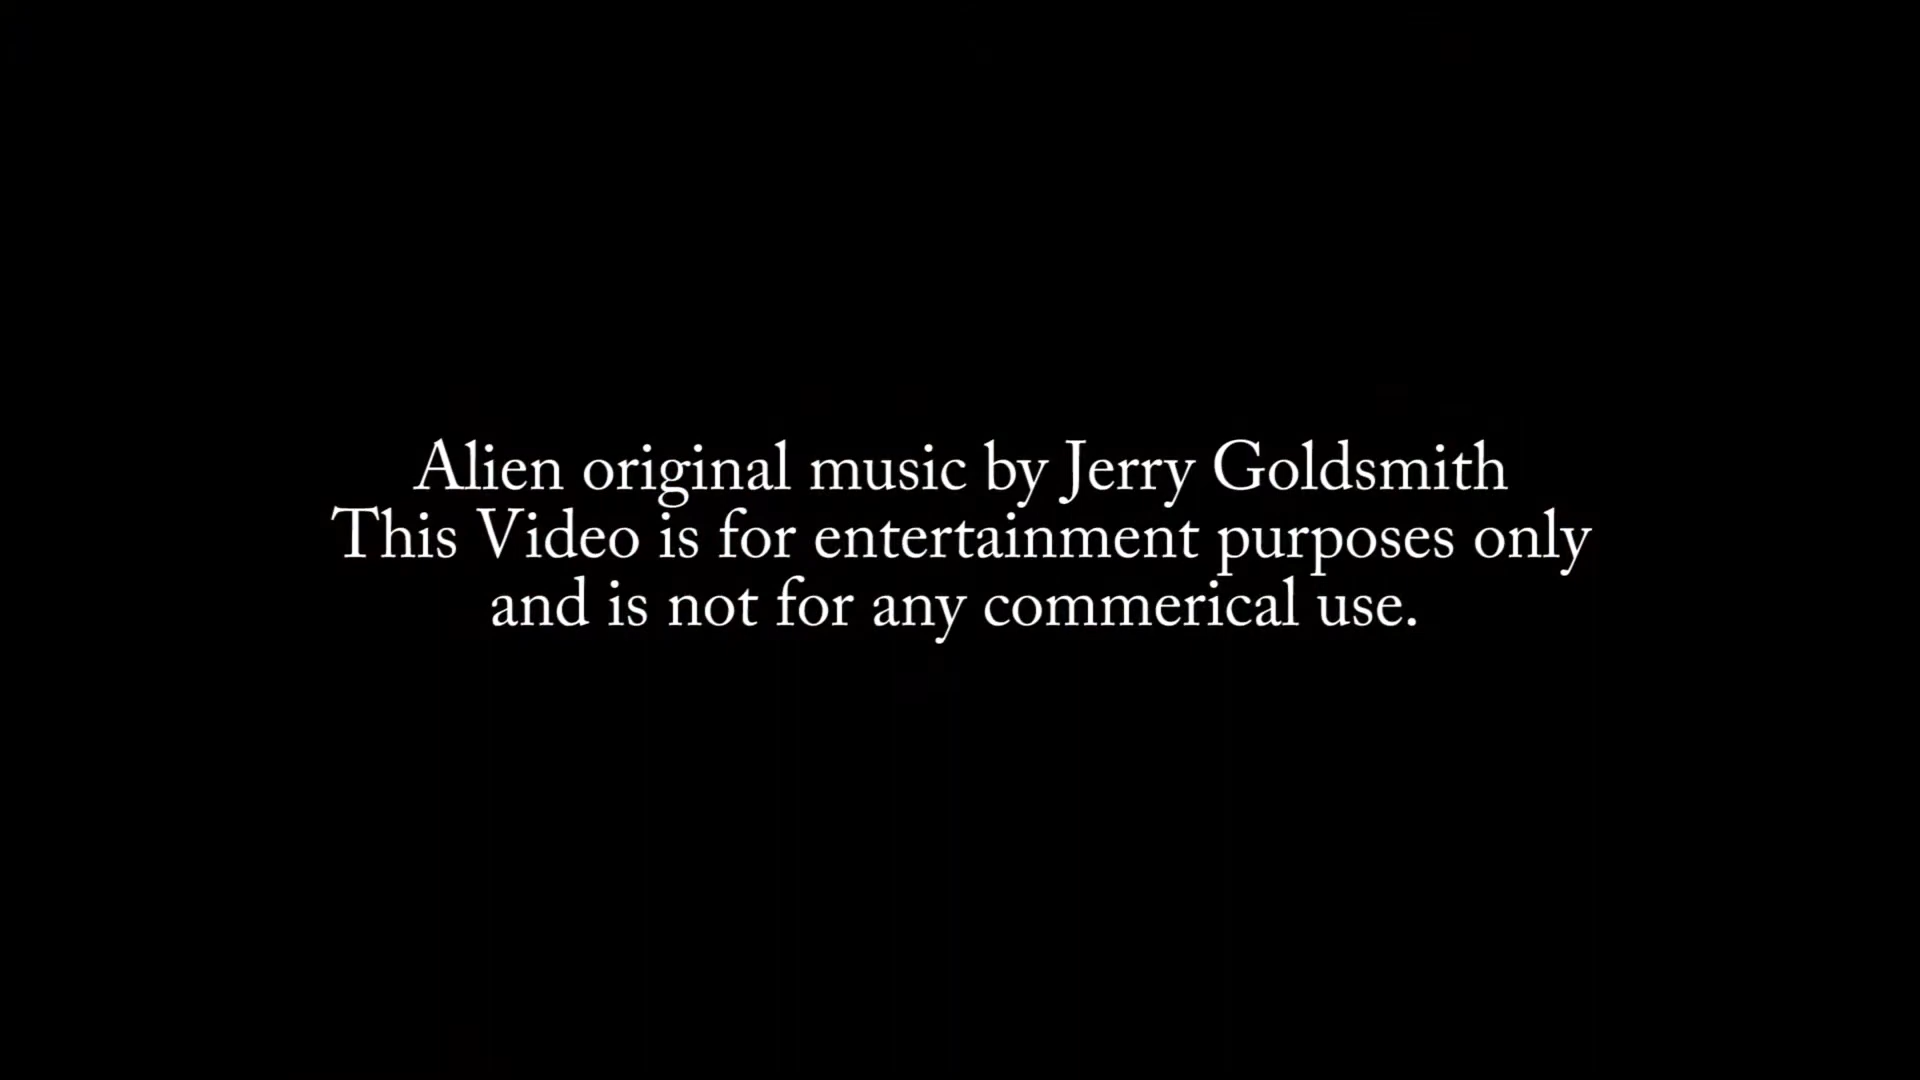 Alien original music by Jerry Goldsmith
This Video is for entertainment purposes only
and is not for any commerical use.